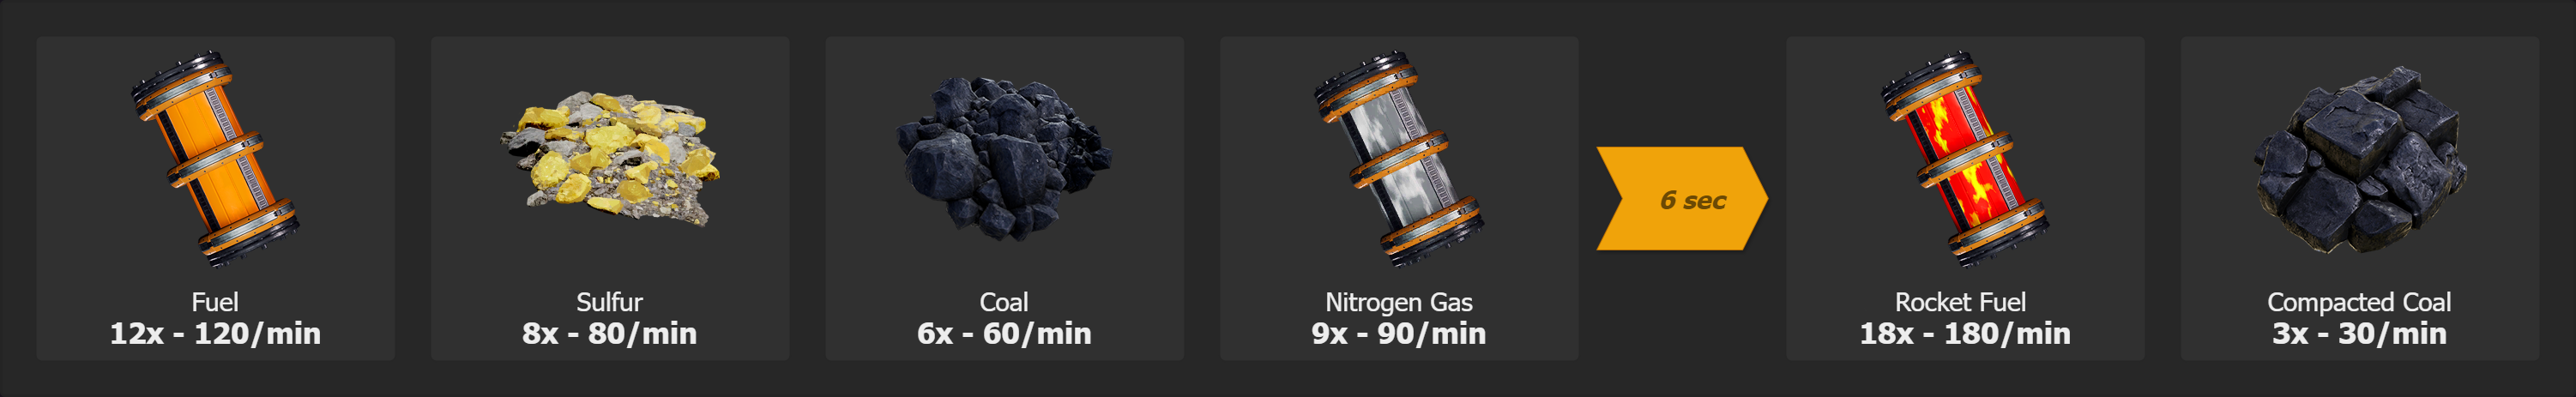 Fuel
12x - 120/min
Sulfur
8x - 80/min
Coal
6x - 60/min
Nitrogen Gas
9x - 90/min
6 sec
Rocket Fuel
18x - 180/min
Compacted Coal
3x - 30/min